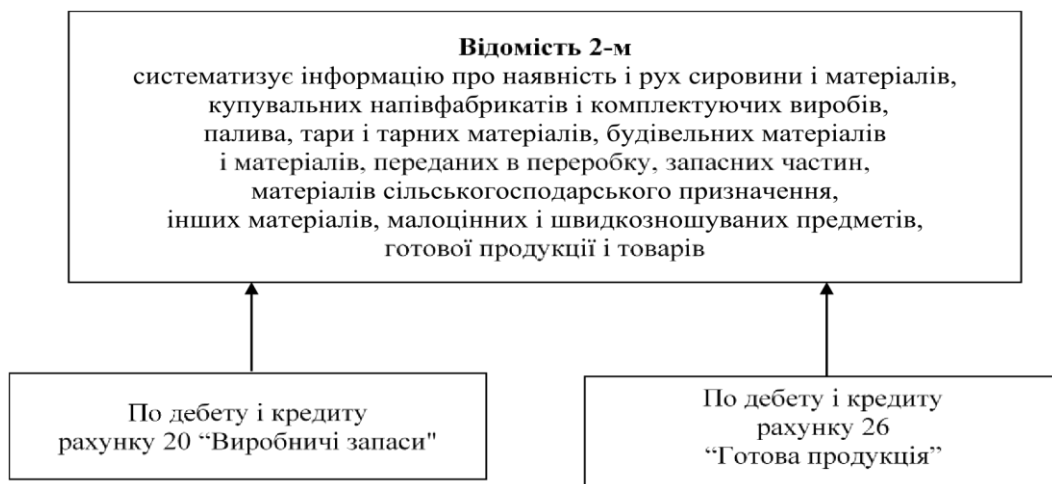 Відомість 2-м
систематизує інформацію про наявність і рух сировини і матеріалів,
купувальних напівфабрикатів і комплектуючих виробів,
палива, тари і тарних матеріалів, будівельних матеріалів
і матеріалів, переданих в переробку, запасних частин,
матеріалів сільськогосподарського призначення,
інших матеріалів, малоцінних і швидкозношуваних предметів,
готової продукції і товарів
По дебету і кредиту
рахунку 20 “Виробничі запаси"
По дебету і кредиту
рахунку 26
“Готова продукція”